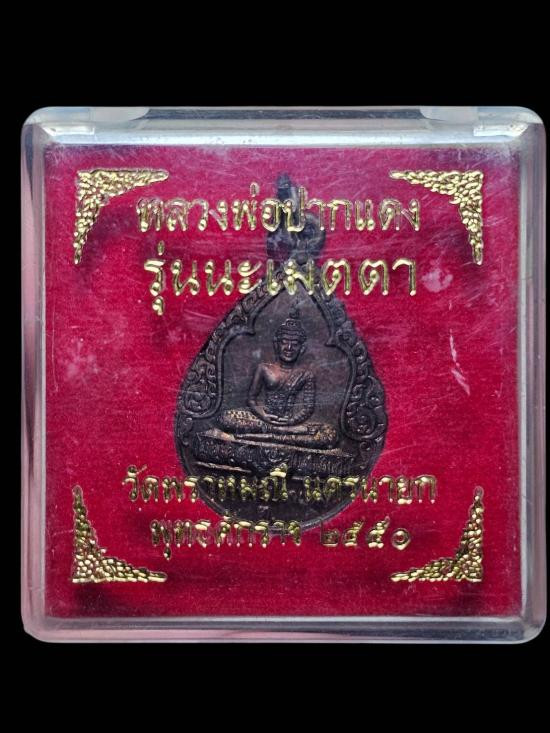 หลวงพ่อปากแดง
รุ่นนะเมตตา
วัดพราหมณี นครนายก
พุทธศักราช ๒๕๕๐